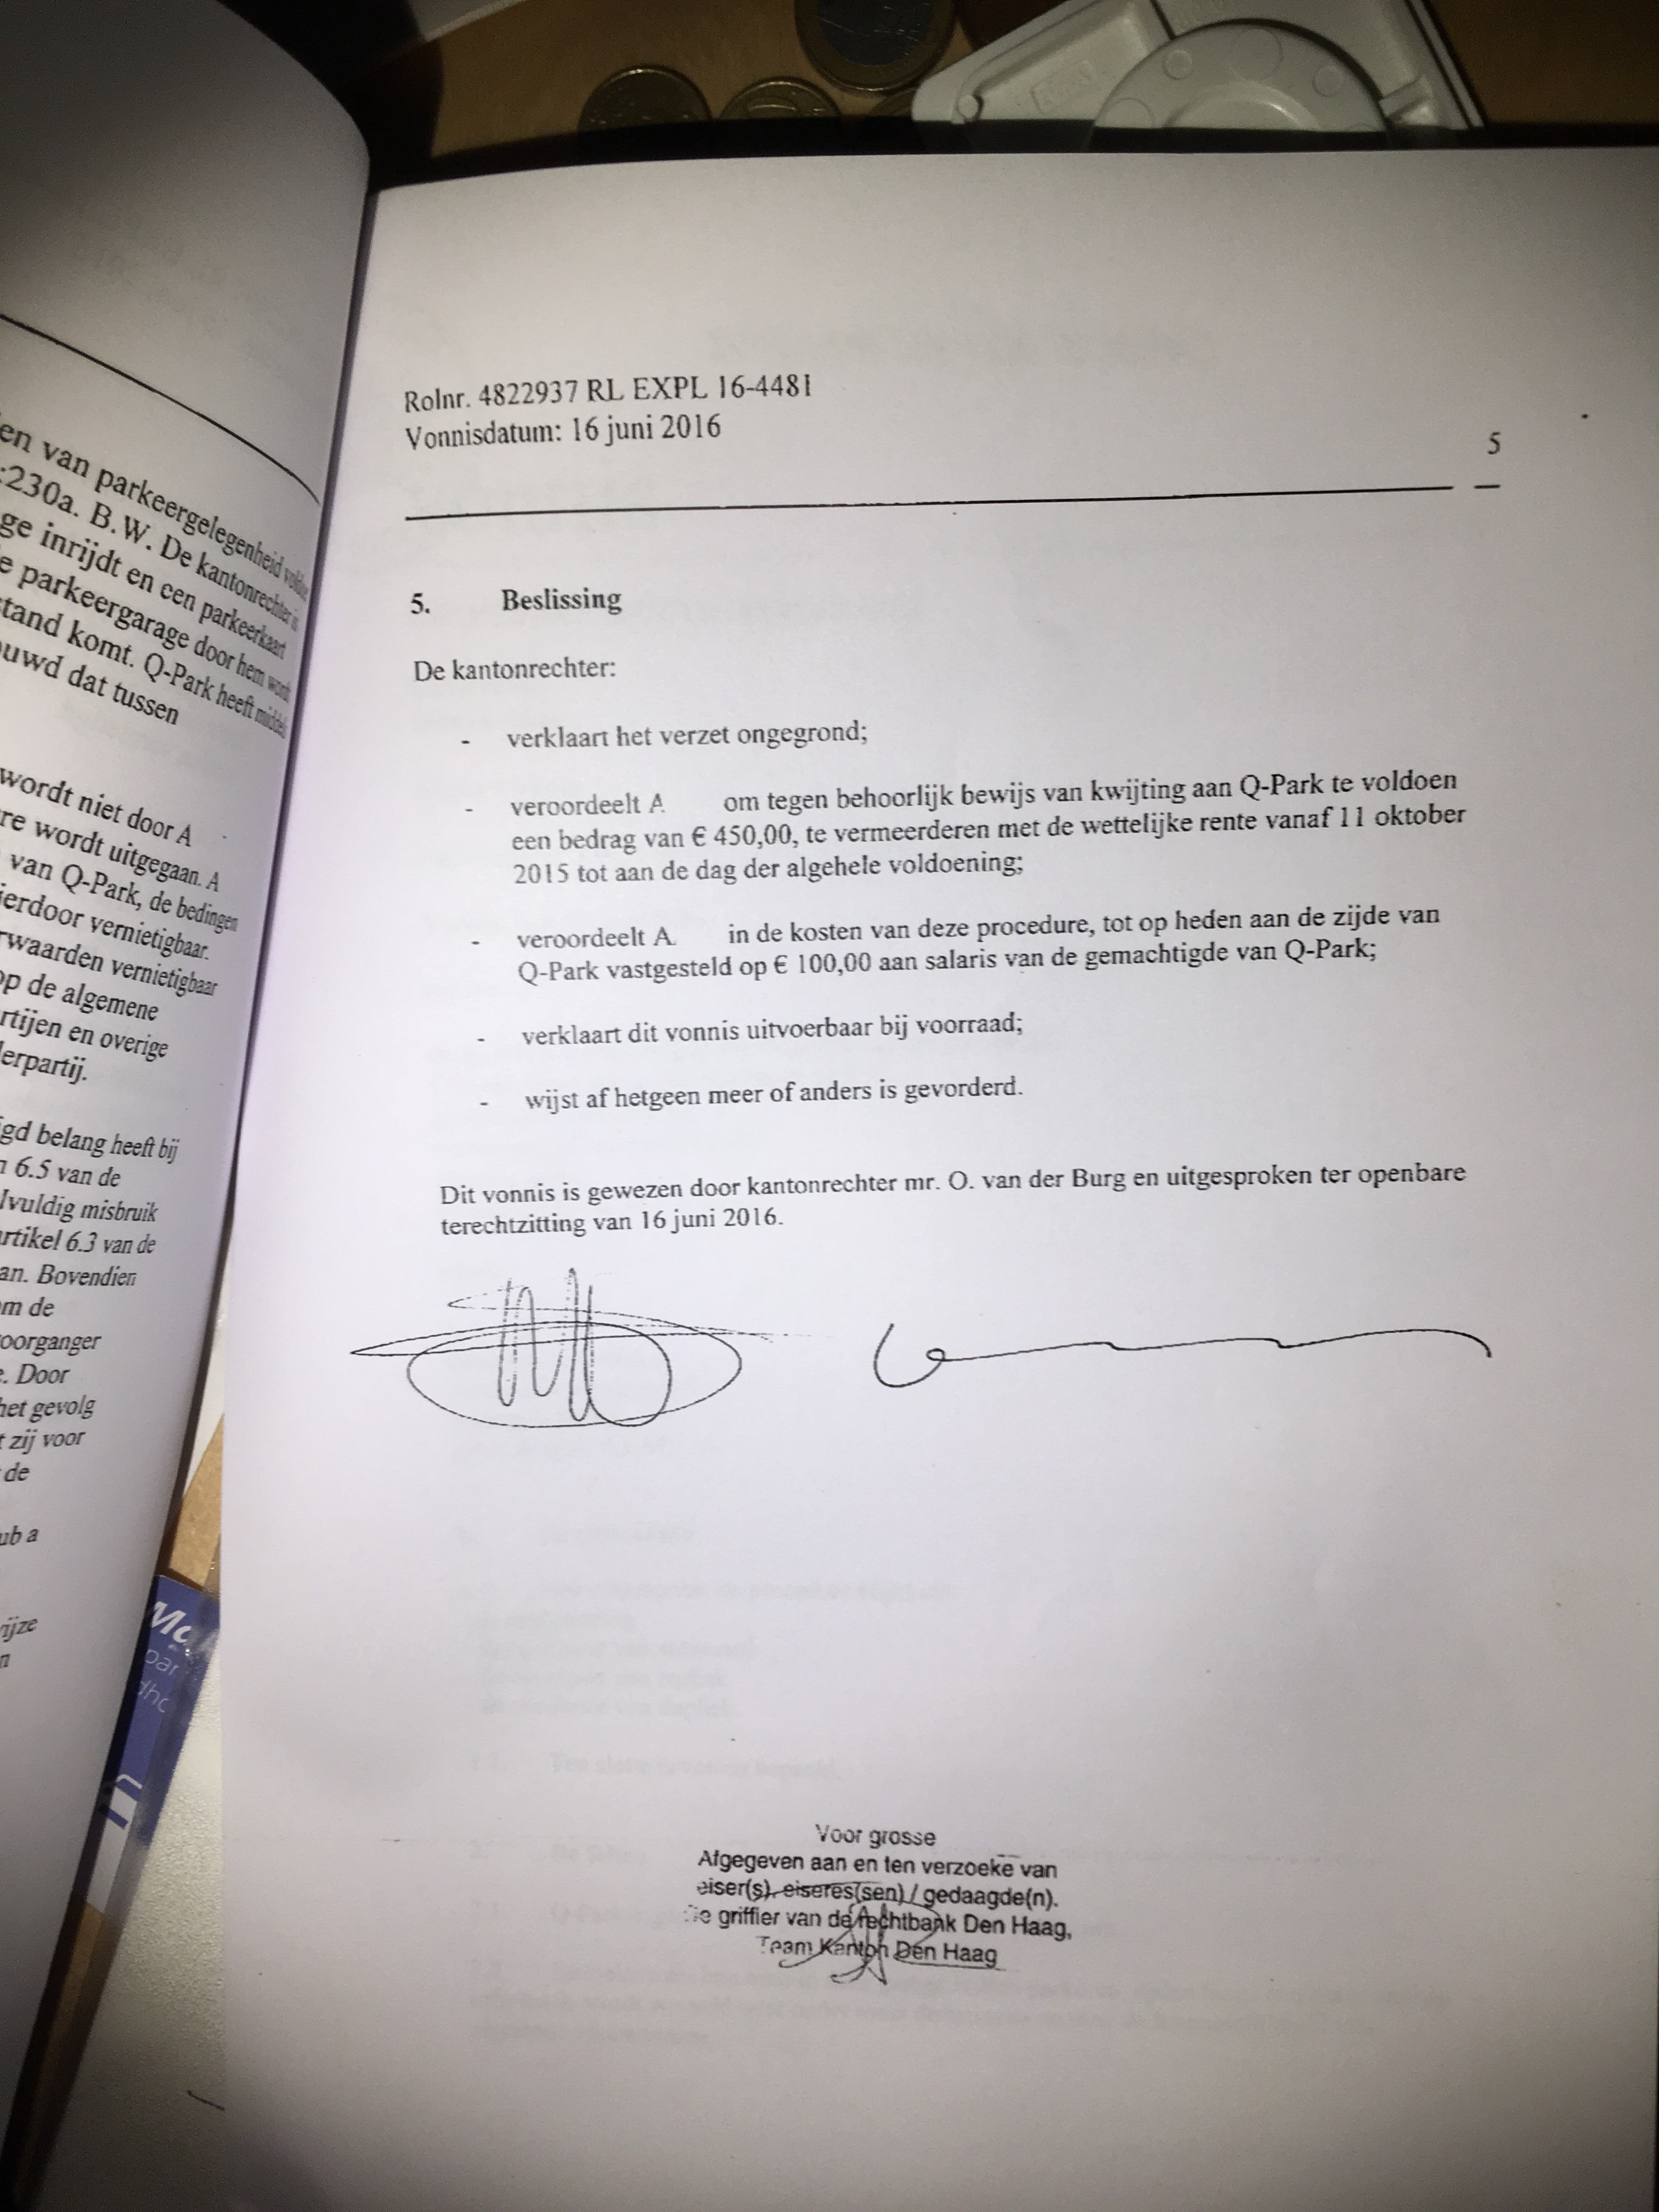 en van parkeergelegenheid
:230a. B.W. De kantonrechter is
ge inrijdt en een parkeerkaart
e parkeergarage door hem wordt
tand komt. Q-Park heeft
uwd dat tussen
wordt niet door A
re wordt uitgegaan. A
van Q-Park, de bedingen
ierdoor vernietigbaar.
rwaarden vernietigbaar
op de algemene
rtijen en overige
lerpartij.
igd belang heeft bij
n 6.5 van de
lvuldig misbruik
artikel 6.3 van de
an. Bovendien
om de
oorganger
e. Door
het gevolg
t zij voor
de
ub a
ijze
n
Rolnr. 4822937 RL EXPL 16-4481
Vonnisdatum: 16 juni 2016
5
5. Beslissing
De kantonrechter:
- verklaart het verzet ongegrond;
- veroordeelt A om tegen behoorlijk bewijs van kwijting aan Q-Park te voldoen
een bedrag van € 450,00, te vermeerderen met de wettelijke rente vanaf 11 oktober
2015 tot aan de dag der algehele voldoening;
- veroordeelt A in de kosten van deze procedure, tot op heden aan de zijde van
Q-Park vastgesteld op € 100,00 aan salaris van de gemachtigde van Q-Park;
- verklaart dit vonnis uitvoerbaar bij voorraad;
- wijst af hetgeen meer of anders is gevorderd.
Dit vonnis is gewezen door kantonrechter mr. O. van der Burg en uitgesproken ter openbare
terechtzitting van 16 juni 2016.
Voor grosse
Afgegeven aan en ten verzoeke van
eiser(s), eiseres(sen) / gedaagde(n).
De griffier van de rechtbank Den Haag,
Team Kanton Den Haag